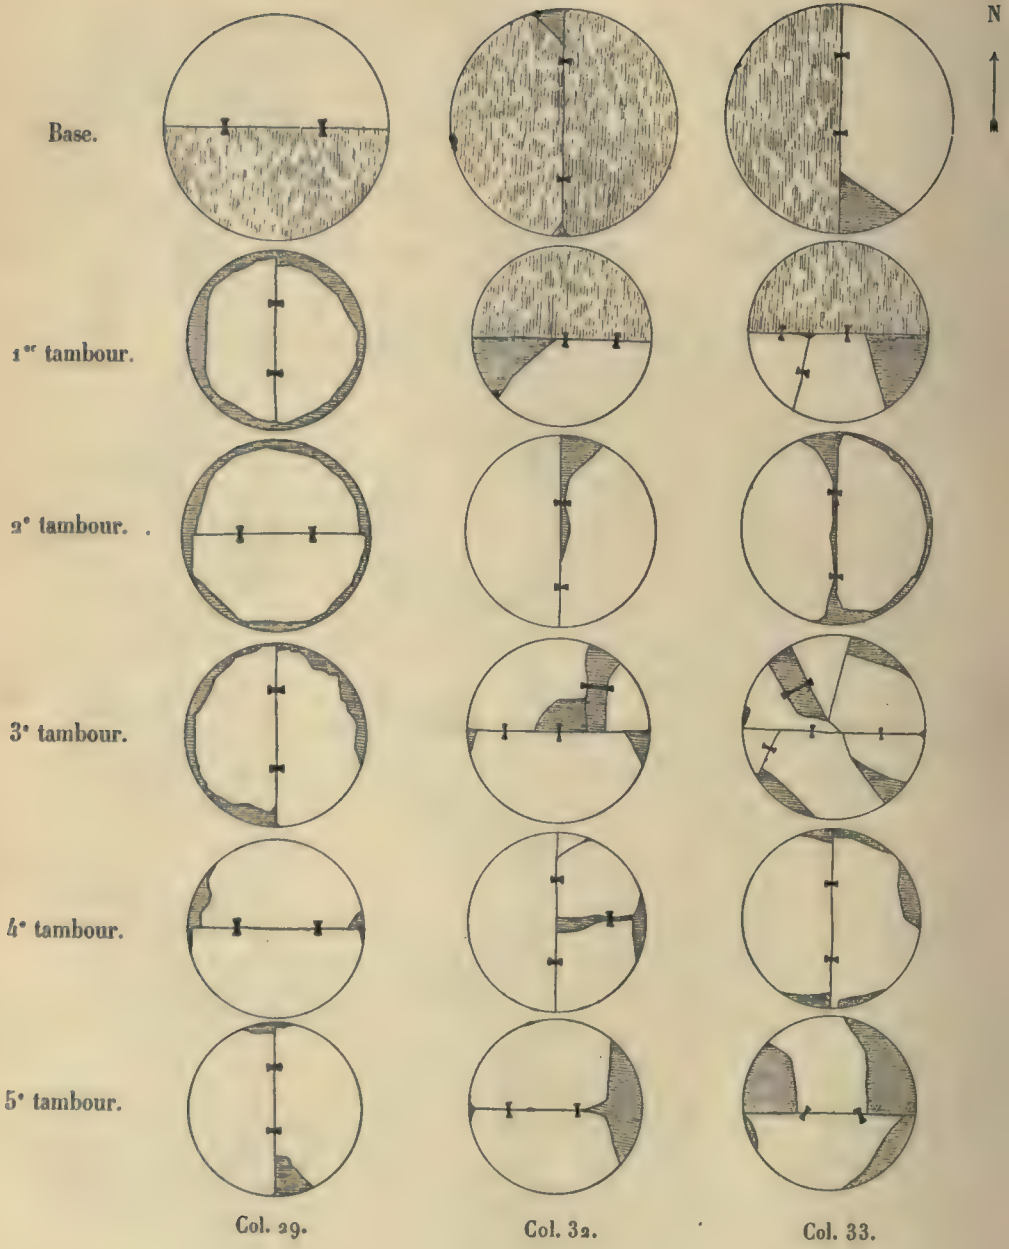 N
Base.
1er tambour.
2e tambour.
3e tambour.
4e tambour.
5e tambour.
Col. 29. Col. 32. Col. 33.